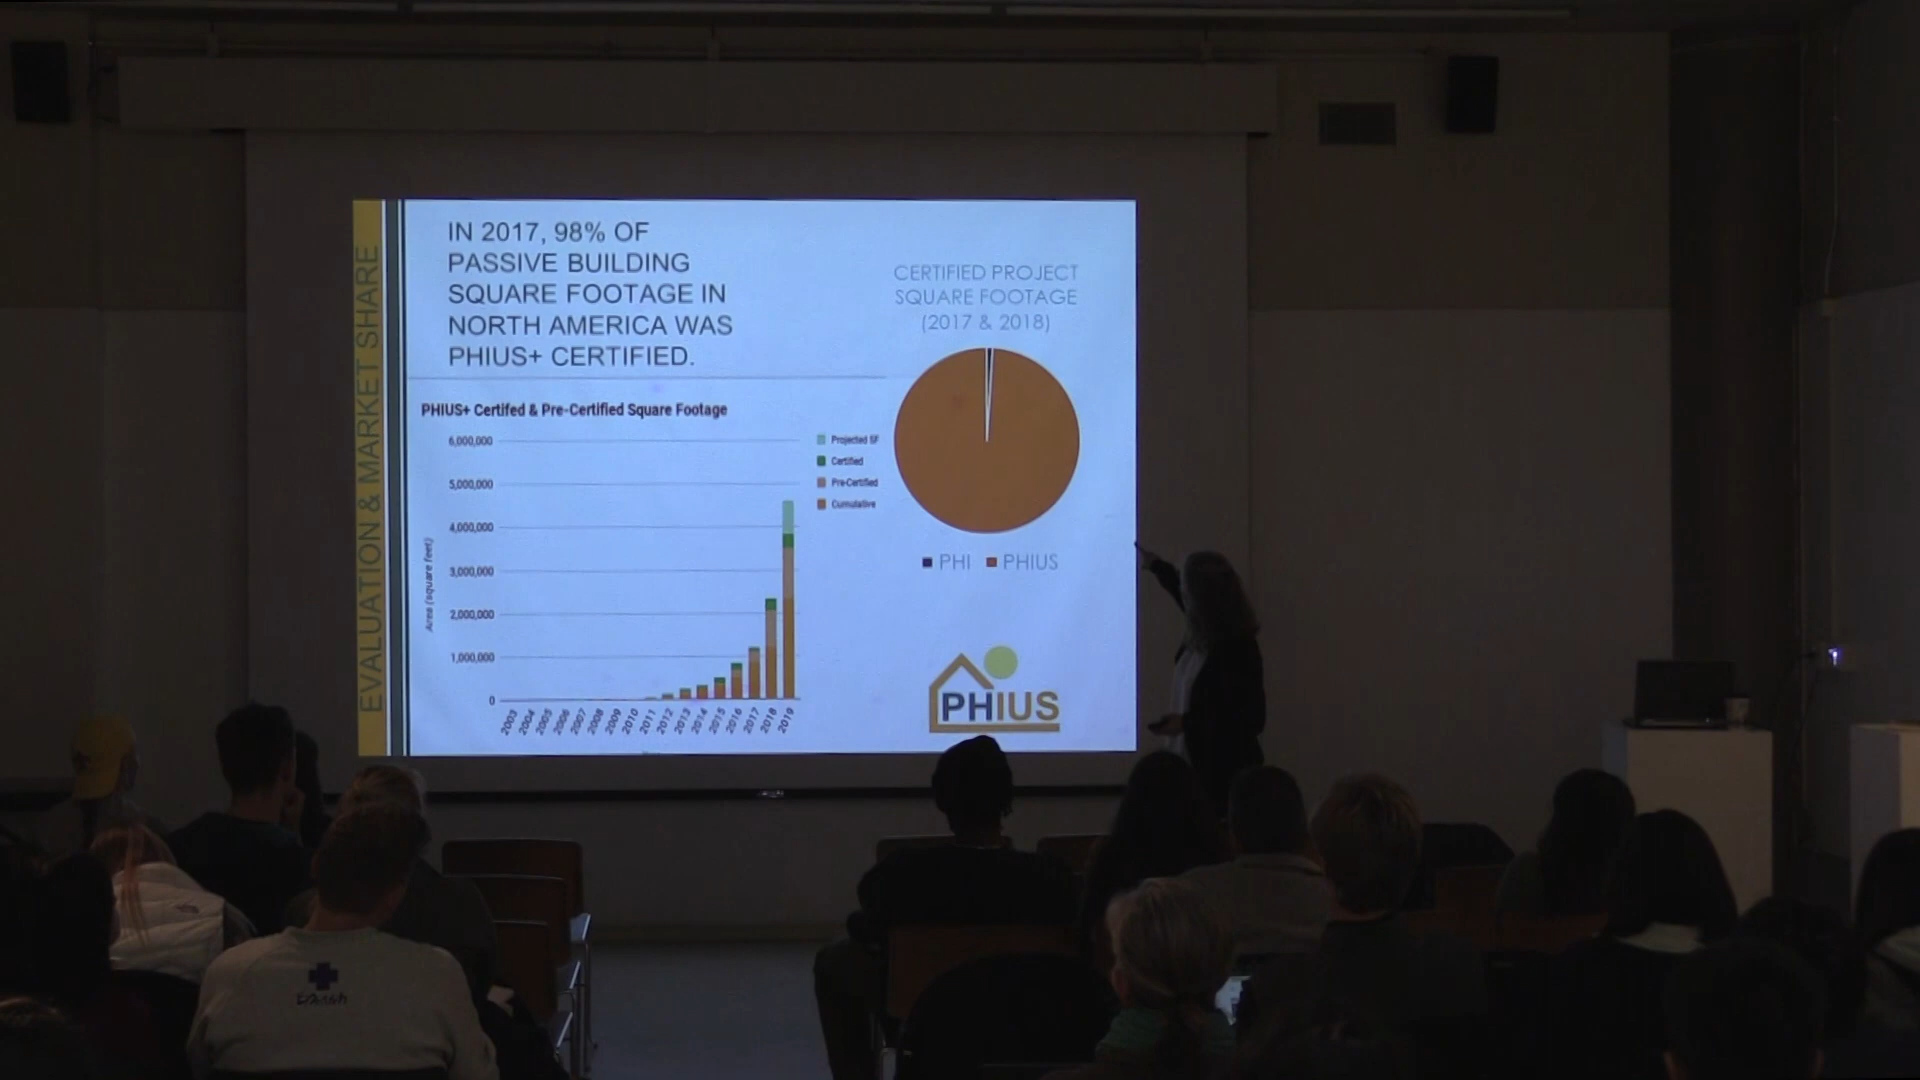 EVALUATION & MARKET SHARE
IN 2017, 98% OF
PASSIVE BUILDING
SQUARE FOOTAGE IN
NORTH AMERICA WAS
PHIUS+ CERTIFIED.
CERTIFIED PROJECT
SQUARE FOOTAGE
(2017 & 2018)
PHI PHIUS
PHIUS+ Certifed & Pre-Certified Square Footage
Area (square feet)
6,000,000
5,000,000
4,000,000
3,000,000
2,000,000
1,000,000
0
2003 2004 2005 2006 2007 2008 2009 2010 2011 2012 2013 2014 2015 2016 2017 2018 2019
Projected SF
Certified
Pre-Certified
Cumulative
PHIUS